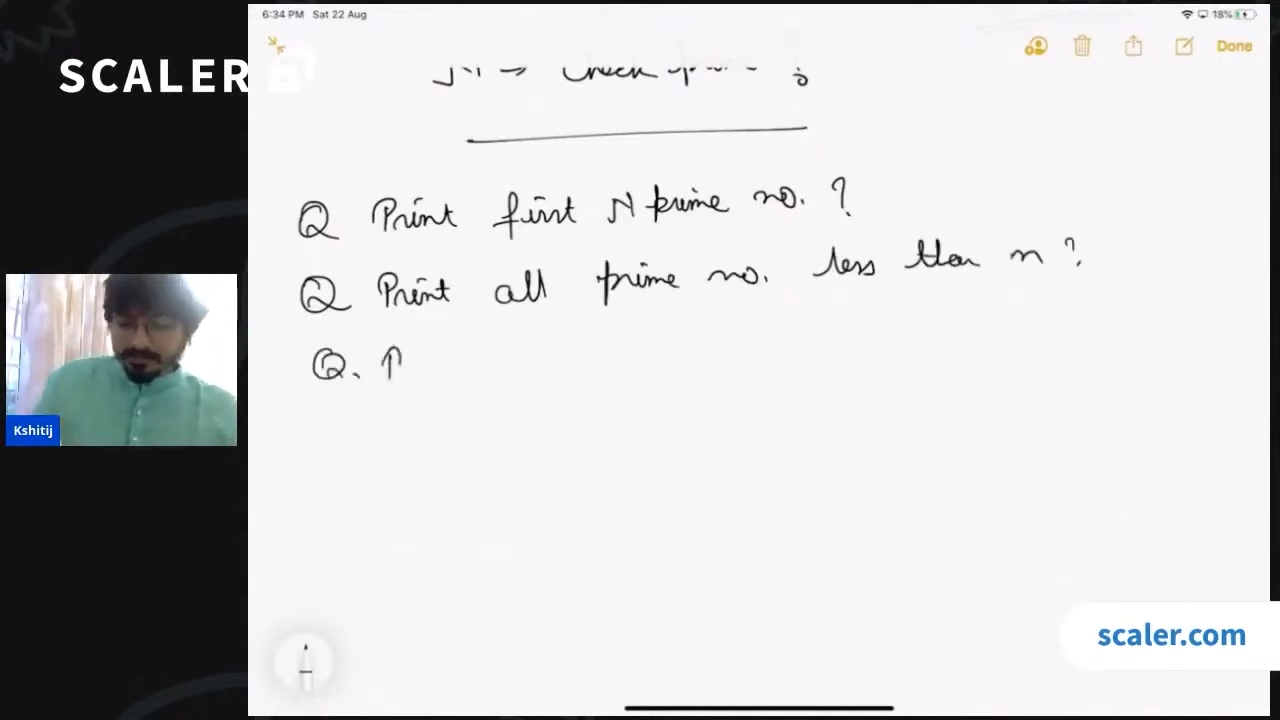 6:34 PM Sat 22 Aug
18%
Done
SCALER
Q Print first N prime no. ?
Q Print all prime no. less than n ?
Q.
Kshitij
scaler.com